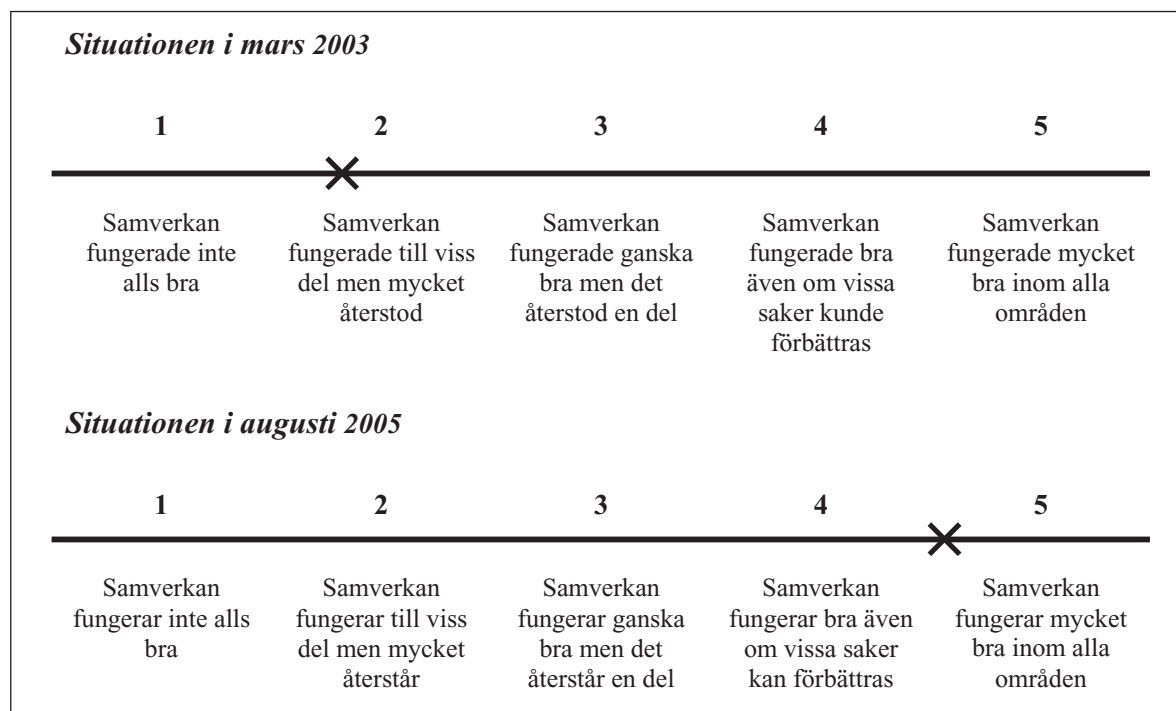 Situationen i mars 2003
1 2 3 4 5
Samverkan
fungerade inte
alls bra
Samverkan
fungerade till viss
del men mycket
återstod
Samverkan
fungerade ganska
bra men det
återstod en del
Samverkan
fungerade bra
även om vissa
saker kunde
förbättras
Samverkan
fungerade mycket
bra inom alla
områden
Situationen i augusti 2005
1 2 3 4 5
Samverkan
fungerar inte alls
bra
Samverkan
fungerar till viss
del men mycket
återstår
Samverkan
fungerar ganska
bra men det
återstår en del
Samverkan
fungerar bra även
om vissa saker
kan förbättras
Samverkan
fungerar mycket
bra inom alla
områden